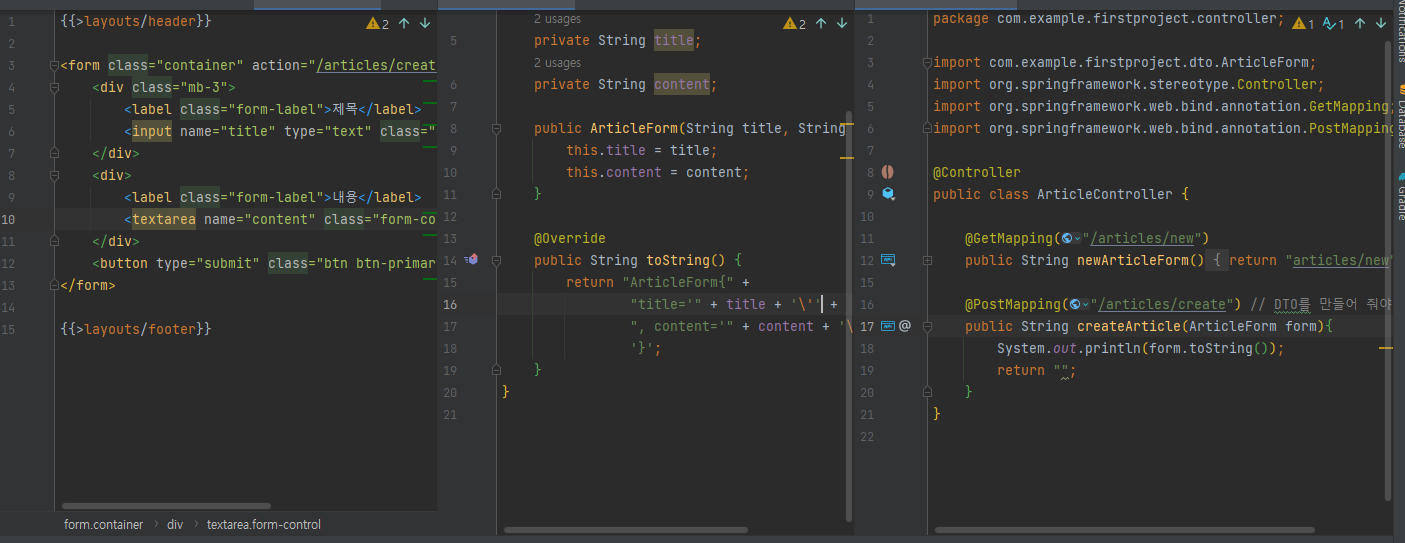 1 {{>layouts/header}}
2
3 <form class="container" action="/articles/creat
4 <div class="mb-3">
5 <label class="form-label">제목</label>
6 <input name="title" type="text" class="
7 </div>
8 <div>
9 <label class="form-label">내용</label>
10 <textarea name="content" class="form-co
11 </div>
12 <button type="submit" class="btn btn-primar
13 </form>
14
15 {{>layouts/footer}}
2
form.container > div > textarea.form-control
2 usages
5 private String title;
2 usages
6 private String content;
7
8 public ArticleForm(String title, String
9 this.title = title;
10 this.content = content;
11 }
12
13 @Override
14 public String toString() {
15 return "ArticleForm{" +
16 "title='" + title + '\'' +
17 ", content='" + content + '\
18 '}';
19 }
20 }
21
2
1 package com.example.firstproject.controller;
2
3 import com.example.firstproject.dto.ArticleForm;
4 import org.springframework.stereotype.Controller;
5 import org.springframework.web.bind.annotation.GetMapping;
6 import org.springframework.web.bind.annotation.PostMapping
7
8 @Controller
9 public class ArticleController {
10
11 @GetMapping("/articles/new")
12 public String newArticleForm() { return "articles/new"
15
16 @PostMapping("/articles/create") // DTO를 만들어 줘야
17 public String createArticle(ArticleForm form){
18 System.out.println(form.toString());
19 return "";
20 }
21 }
22
1 1
Notifications
Database
Gradle